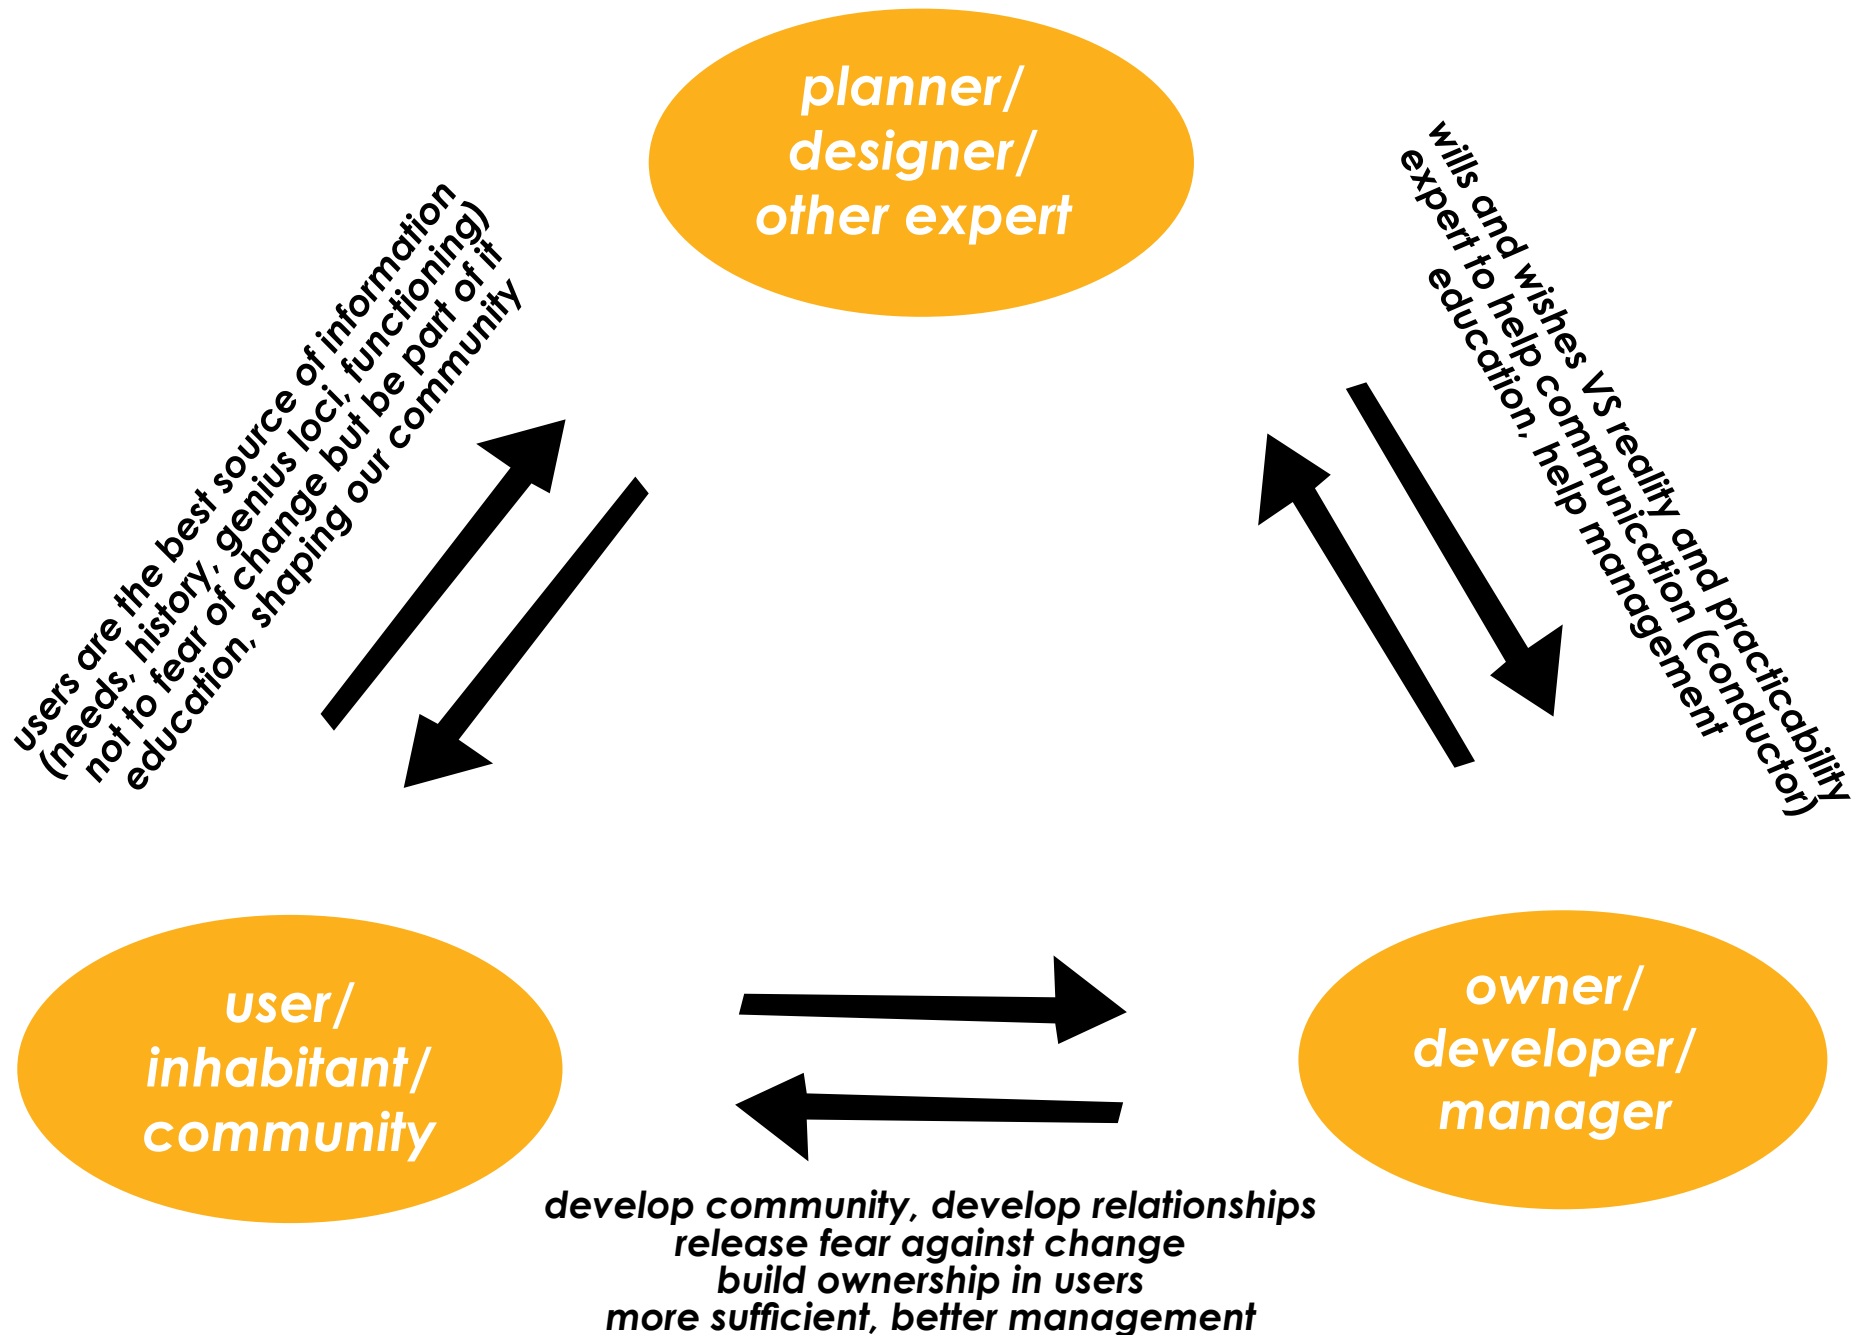 planner/
designer/
other expert
users are the best source of information
(needs, history, genius loci, functioning)
not to fear of change but be part of it
education, shaping our community
wills and wishes VS reality and practicability
expert to help communication (conductor)
education, help management
user/
inhabitant/
community
owner/
developer/
manager
develop community, develop relationships
release fear against change
build ownership in users
more sufficient, better management